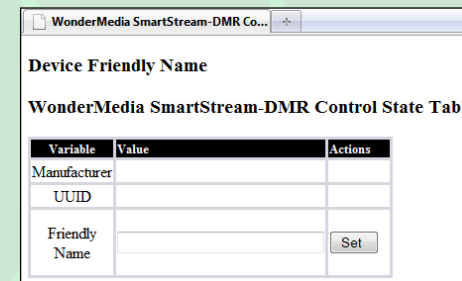 WonderMedia SmartStream-DMR Co...
Device Friendly Name
WonderMedia SmartStream-DMR Control State Tab
Variable Value Actions
Manufacturer
UUID
Friendly
Name
Set